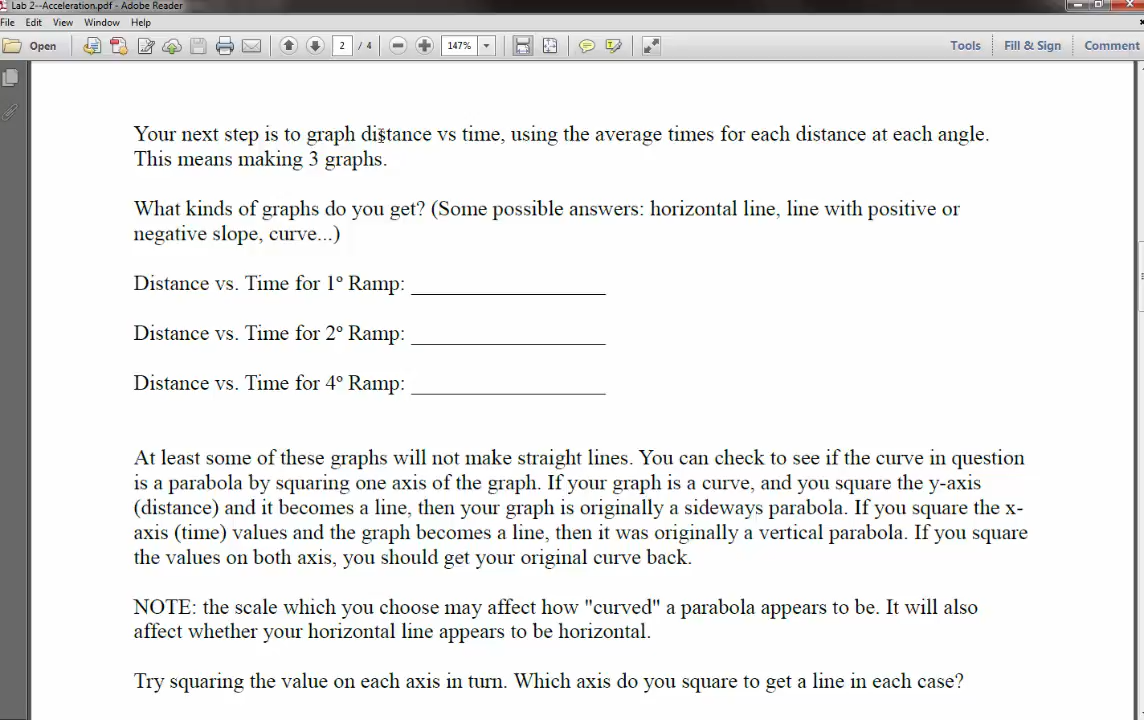 Lab 2--Acceleration.pdf - Adobe Reader
File Edit View Window Help
Open 2 / 4 147% Tools Fill & Sign Comment
Your next step is to graph distance vs time, using the average times for each distance at each angle.
This means making 3 graphs.
What kinds of graphs do you get? (Some possible answers: horizontal line, line with positive or
negative slope, curve...)
Distance vs. Time for 1º Ramp: ____________________
Distance vs. Time for 2º Ramp: ____________________
Distance vs. Time for 4º Ramp: ____________________
At least some of these graphs will not make straight lines. You can check to see if the curve in question
is a parabola by squaring one axis of the graph. If your graph is a curve, and you square the y-axis
(distance) and it becomes a line, then your graph is originally a sideways parabola. If you square the x-
axis (time) values and the graph becomes a line, then it was originally a vertical parabola. If you square
the values on both axis, you should get your original curve back.
NOTE: the scale which you choose may affect how "curved" a parabola appears to be. It will also
affect whether your horizontal line appears to be horizontal.
Try squaring the value on each axis in turn. Which axis do you square to get a line in each case?